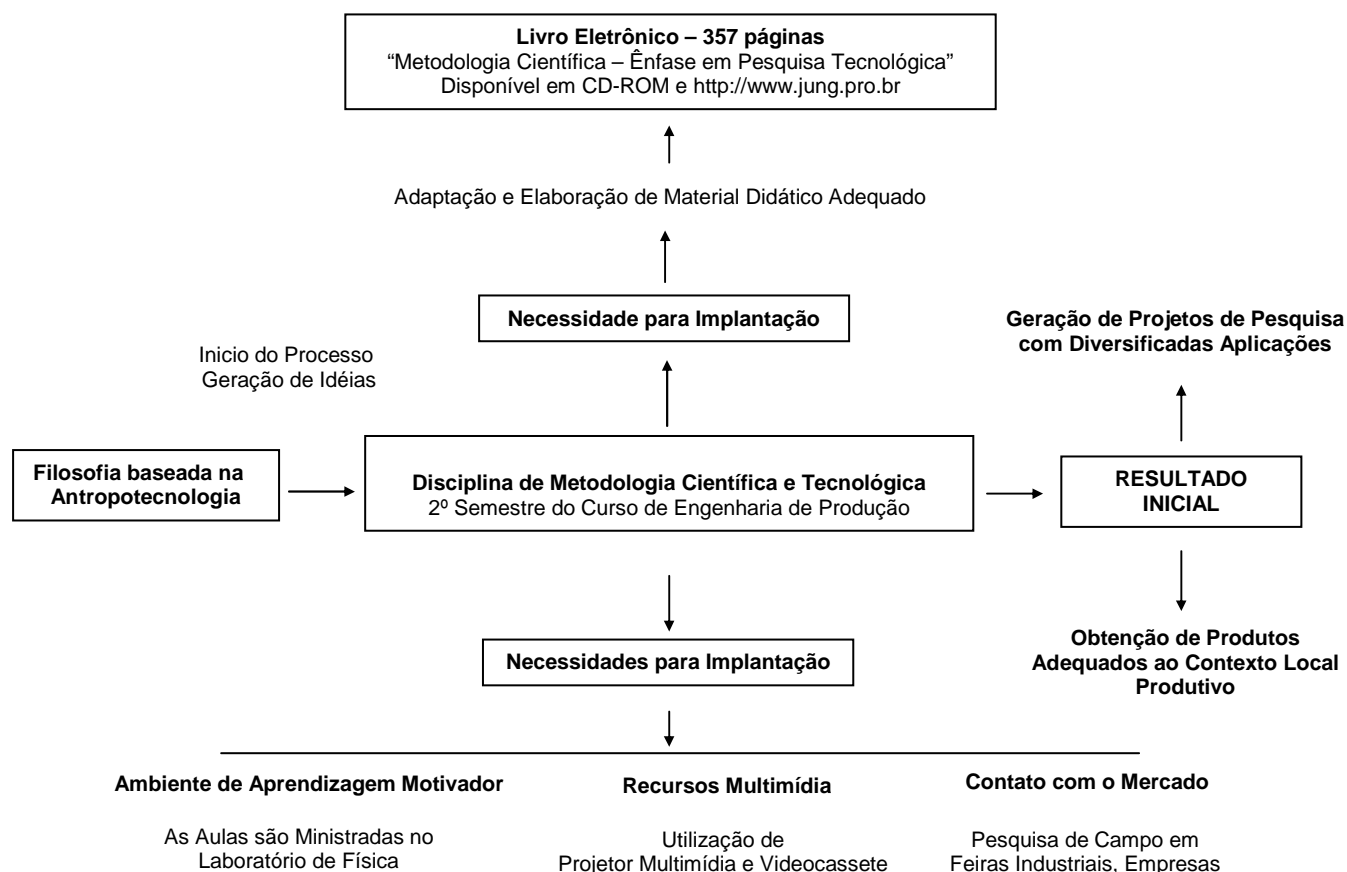 Livro Eletrônico – 357 páginas
“Metodologia Científica – Ênfase em Pesquisa Tecnológica”
Disponível em CD-ROM e http://www.jung.pro.br
Adaptação e Elaboração de Material Didático Adequado
Necessidade para Implantação
Geração de Projetos de Pesquisa
com Diversificadas Aplicações
Inicio do Processo
Geração de Idéias
Filosofia baseada na
Antropotecnologia
Disciplina de Metodologia Científica e Tecnológica
2º Semestre do Curso de Engenharia de Produção
RESULTADO
INICIAL
Necessidades para Implantação
Obtenção de Produtos
Adequados ao Contexto Local
Produtivo
Ambiente de Aprendizagem Motivador
As Aulas são Ministradas no
Laboratório de Física
Recursos Multimídia
Utilização de
Projetor Multimídia e Videocassete
Contato com o Mercado
Pesquisa de Campo em
Feiras Industriais, Empresas